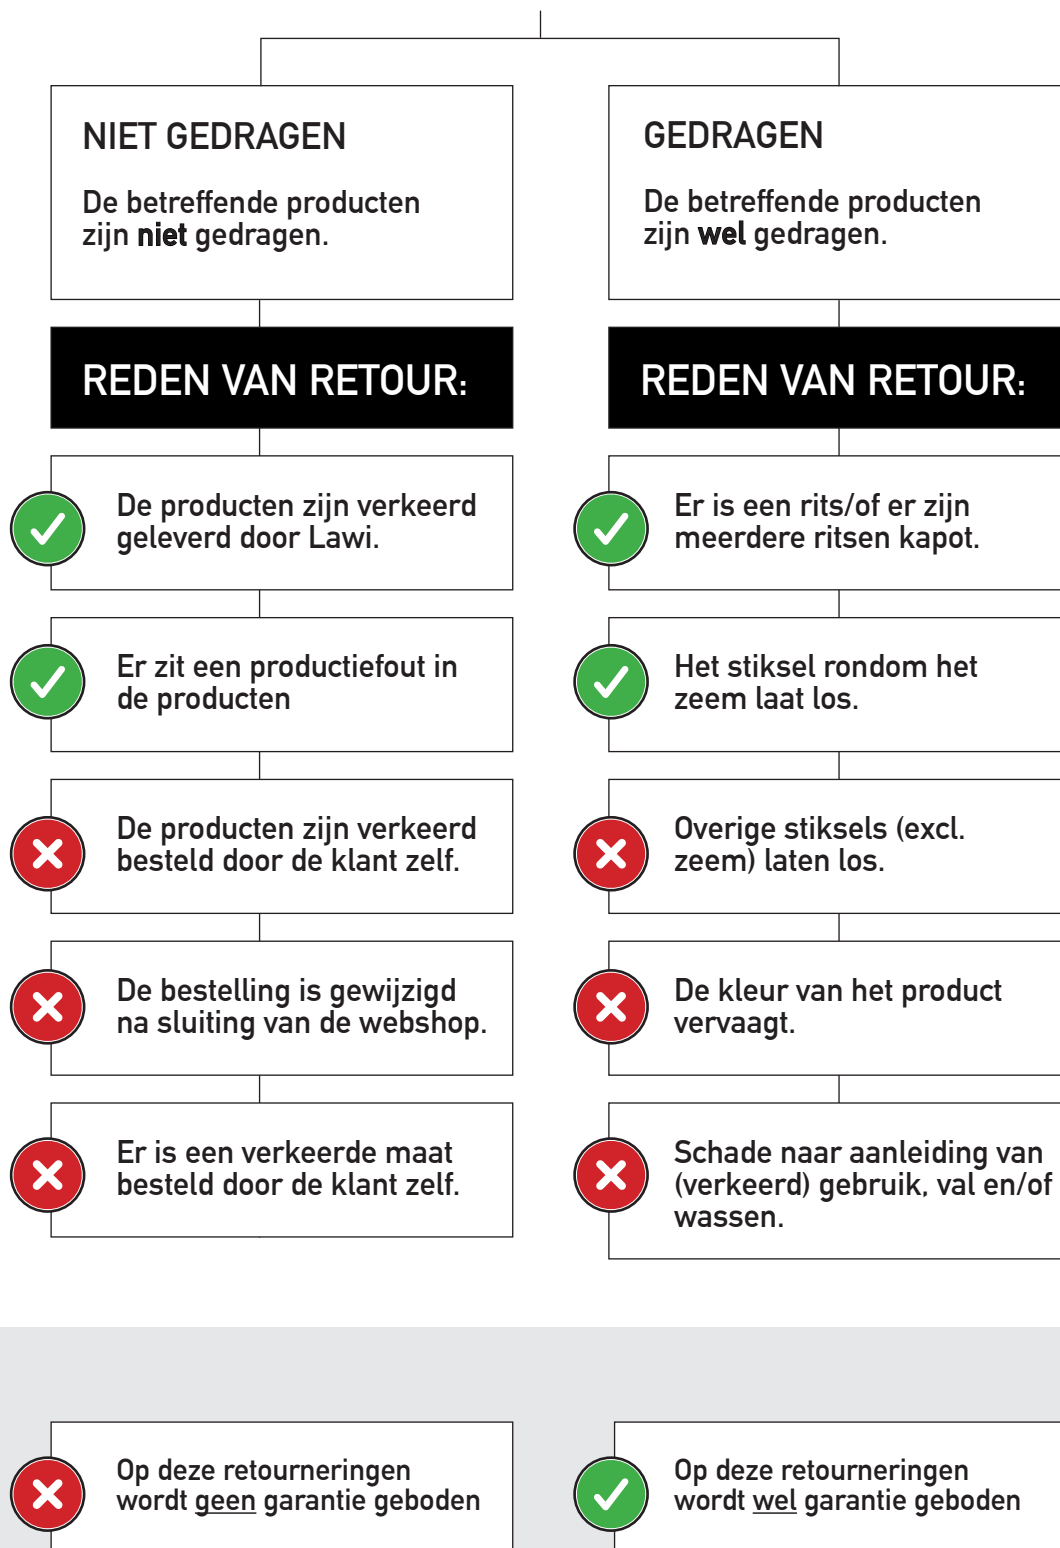 NIET GEDRAGEN
De betreffende producten
zijn niet gedragen.
REDEN VAN RETOUR:
De producten zijn verkeerd
geleverd door Lawi.
Er zit een productiefout in
de producten
De producten zijn verkeerd
besteld door de klant zelf.
De bestelling is gewijzigd
na sluiting van de webshop.
Er is een verkeerde maat
besteld door de klant zelf.
GEDRAGEN
De betreffende producten
zijn wel gedragen.
REDEN VAN RETOUR:
Er is een rits/of er zijn
meerdere ritsen kapot.
Het stiksel rondom het
zeem laat los.
Overige stiksels (excl.
zeem) laten los.
De kleur van het product
vervaagt.
Schade naar aanleiding van
(verkeerd) gebruik, val en/of
wassen.
Op deze retourneringen
wordt geen garantie geboden
Op deze retourneringen
wordt wel garantie geboden